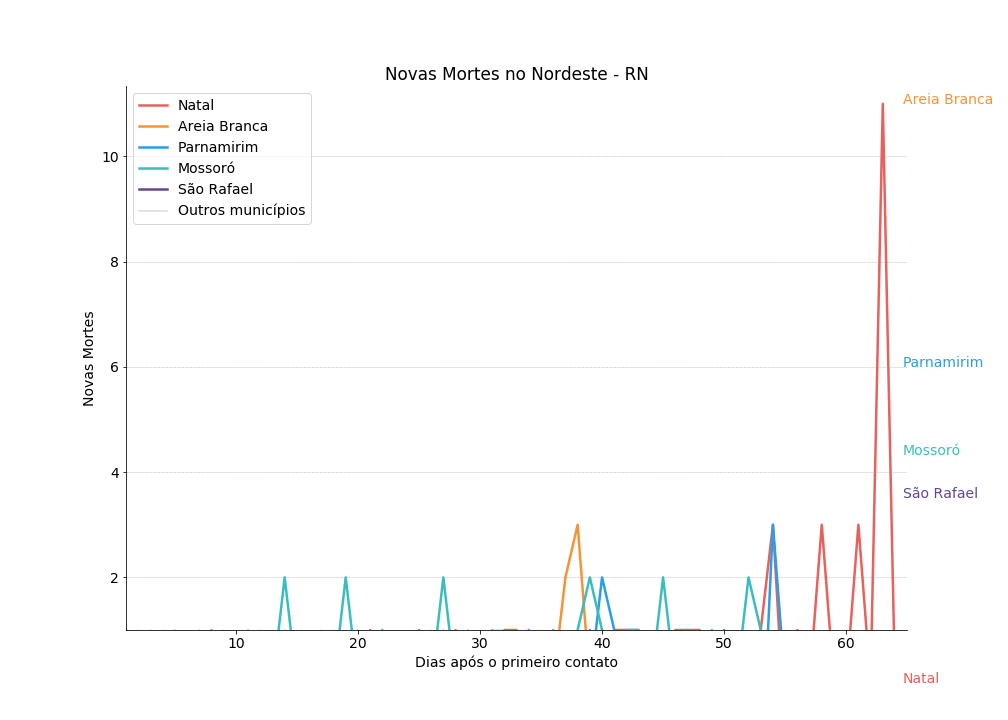 Novas Mortes no Nordeste - RN
Natal
Areia Branca
Parnamirim
Mossoró
São Rafael
Outros municípios
Areia Branca
Parnamirim
Mossoró
São Rafael
Natal
10
8
6
4
2
Novas Mortes
10 20 30 40 50 60
Dias após o primeiro contato